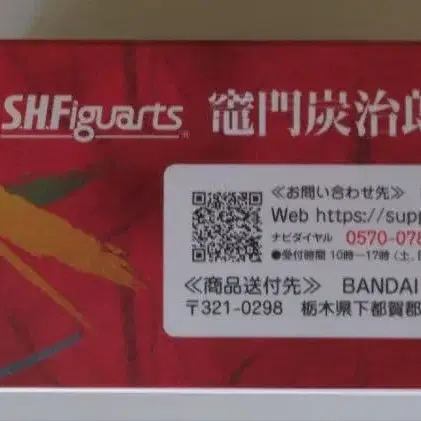 S.H.Figuarts 竈門炭治郎
≪お問い合わせ先≫
Web https://supp
ナビダイヤル 0570-078
●受付時間 10時〜17時 (土、
≪商品送付先≫ BANDAI
〒321-0298 栃木県下都賀郡